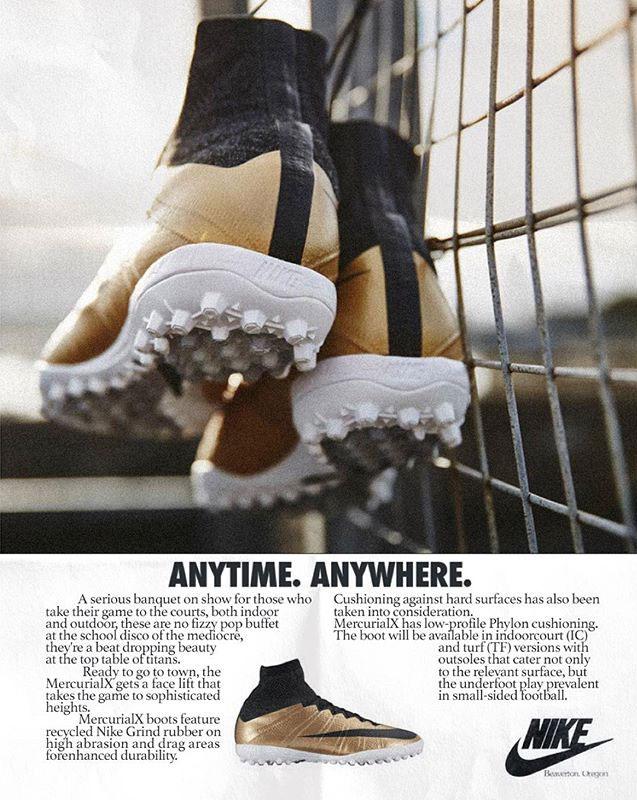 ANYTIME. ANYWHERE.
A serious banquet on show for those who
take their game to the courts, both indoor
and outdoor, these are no fizzy pop buffet
at the school disco of the mediocre,
they're a beat dropping beauty
at the top table of titans.
Ready to go to town, the
MercurialX gets a face lift that
takes the game to sophisticated
heights.
MercurialX boots feature
recycled Nike Grind rubber on
high abrasion and drag areas
forenhanced durability.
Cushioning against hard surfaces has also been
taken into consideration.
MercurialX has low-profile Phylon cushioning.
The boot will be available in indoorcourt (IC)
and turf (TF) versions with
outsoles that cater not only
to the relevant surface, but
the underfoot play prevalent
in small-sided football.
NIKE
Beaverton, Oregon